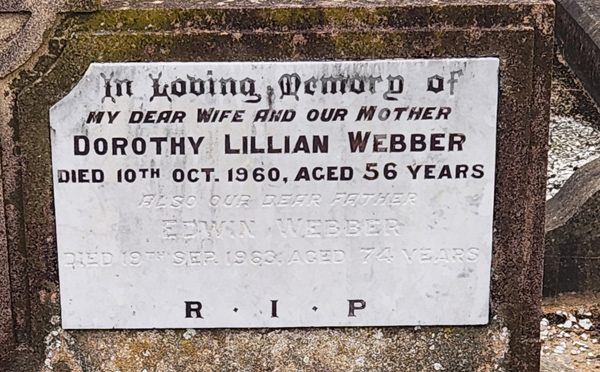 In Loving Memory of
MY DEAR WIFE AND OUR MOTHER
DOROTHY LILLIAN WEBBER
DIED 10TH OCT. 1960, AGED 56 YEARS
ALSO OUR DEAR FATHER
EDWIN WEBBER
DIED 19TH SEP. 1963. AGED 74 YEARS
R · I · P